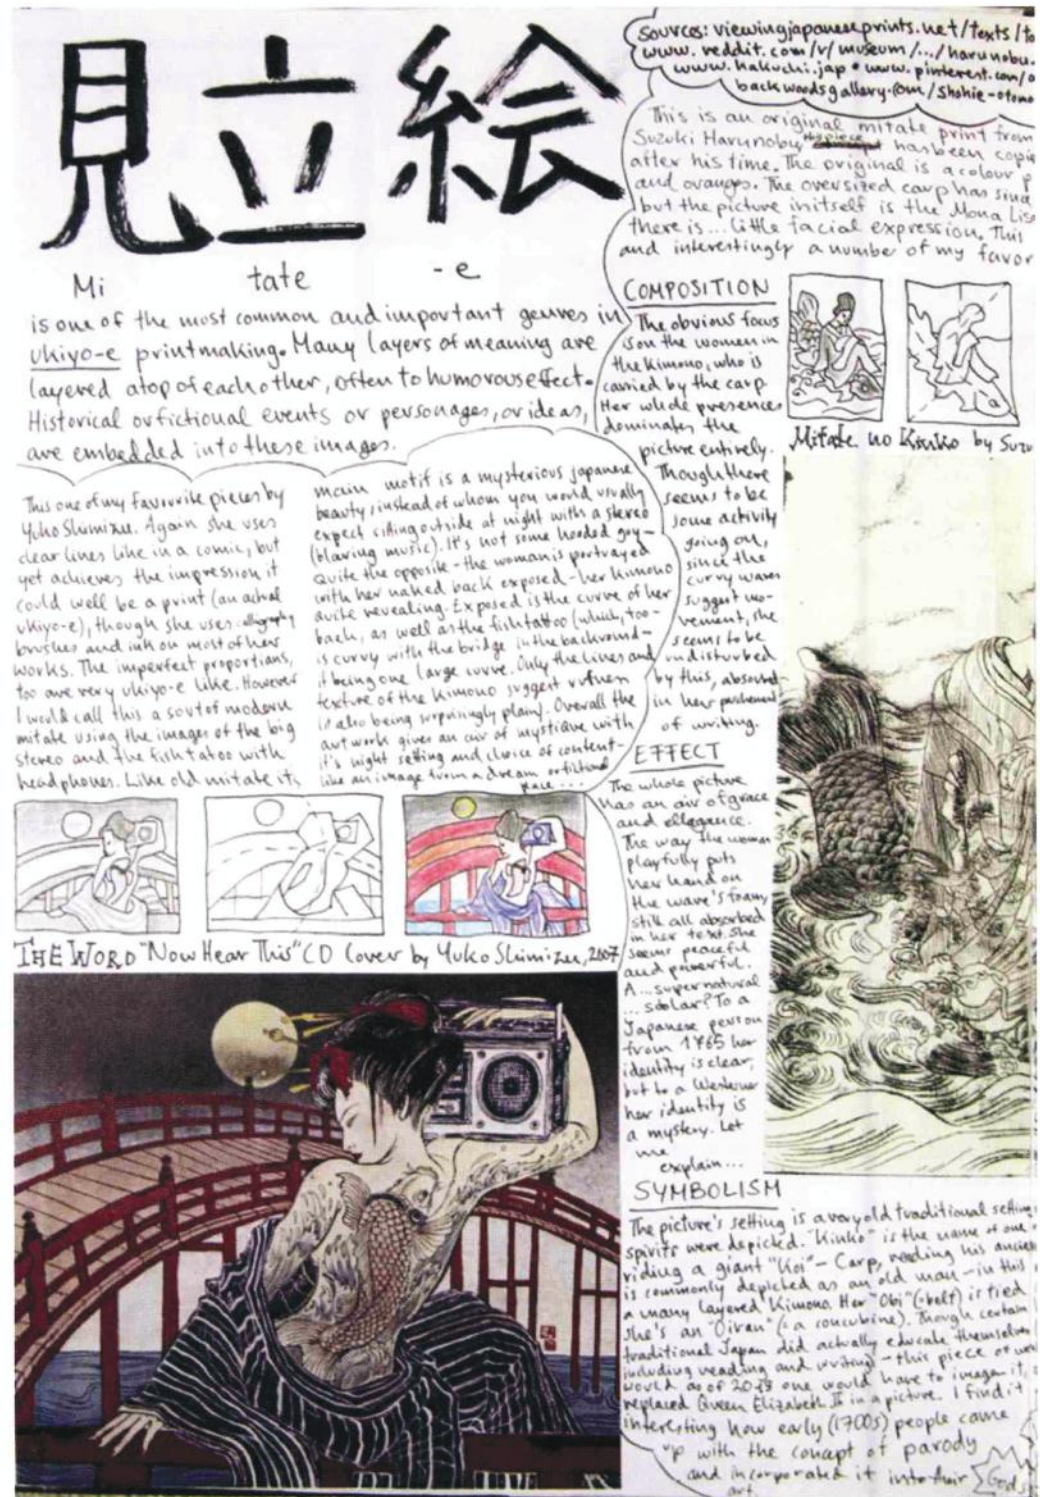 見立絵
Mi tate -e
is one of the most common and important genres in
ukiyo-e printmaking. Many layers of meaning are
layered atop of each other, often to humorous effect.
Historical or fictional events or personages, or ideas,
are embedded into these images.
Sources: viewingjapaneseprints.net/texts/to
www.reddit.com/r/museum/.../harunobu.
www.hakuchi.jap • www.pinterest.com/o
backwoodsgallery.com/Shohie-otomo
This is an original mitate print from
Suzuki Harunobu has been copie
after his time. The original is a colour p
and oranges. The oversized carp has sinc
but the picture in itself is the Mona Lis
there is... little facial expression. This
and interestingly a number of my favor
COMPOSITION
The obvious focus
is on the women in
the kimono, who is
carried by the carp.
Her whole presences
dominates the
picture entirely.
Though there
seems to be
some activity
going on,
since the
curvy waves
suggest mo-
vement, she
seems to be
undisturbed
by this, absorbed
in her parchment
of writing.
Mitate no Kinko by Suzu
This one of my favourite pieces by
Yuko Shimizu. Again she uses
clear lines like in a comic, but
yet achieves the impression it
could well be a print (an actual
ukiyo-e), though she uses calligraphy
brushes and ink on most of her
works. The imperfect proportions,
too are very ukiyo-e like. However
I would call this a sort of modern
mitate using the images of the big
stereo and the fish tatoo with
headphones. Like old mitate its
main motif is a mysterious japanese
beauty, instead of whom you would usually
expect sitting outside at night with a stereo
(blaring music). It's not some hooded guy-
Quite the opposite - the woman is portrayed
with her naked back exposed - her kimono
quite revealing. Exposed is the curve of her
back, as well as the fish tattoo (which, too-
is curvy with the bridge in the backround-
it being one large curve. Only the lines and
texture of the kimono suggest
is also being surprisingly plain). Overall the
artwork gives an air of mystique with
it's night setting and choice of content-
like an image from a dream or fictional
place...
THE WORD "Now Hear This" CD Cover by Yuko Shimizu, 2007
EFFECT
The whole picture
has an air of grace
and ellegance.
The way the woman
playfully puts
her hand on
the wave's foam,
still all absorbed
in her text. She
seems peaceful
and powerful.
A... supernatural
... scolar? To a
Japanese person
from 1765 her
identity is clear,
but to a Westerner
her identity is
a mystery. Let
me
explain...
SYMBOLISM
The picture's setting is a very old traditional setting
spirits were depicted. "Kinko" is the name of one
riding a giant "Koi" - Carp, reading his ancien
is commonly depicted as an old man - in this
a many layered Kimono. Her "Obi" (=belt) is tied
she's an "Oiran" (=a concubine). Though certain
traditional Japan did actually educate themselves
including reading and writing - this piece of
would as of 2013 one would have to imagen it,
replaced Queen Elizabeth II in a picture. I find it
interesting how early (1700s) people came
up with the concept of parody
and incorporated it into their
art.